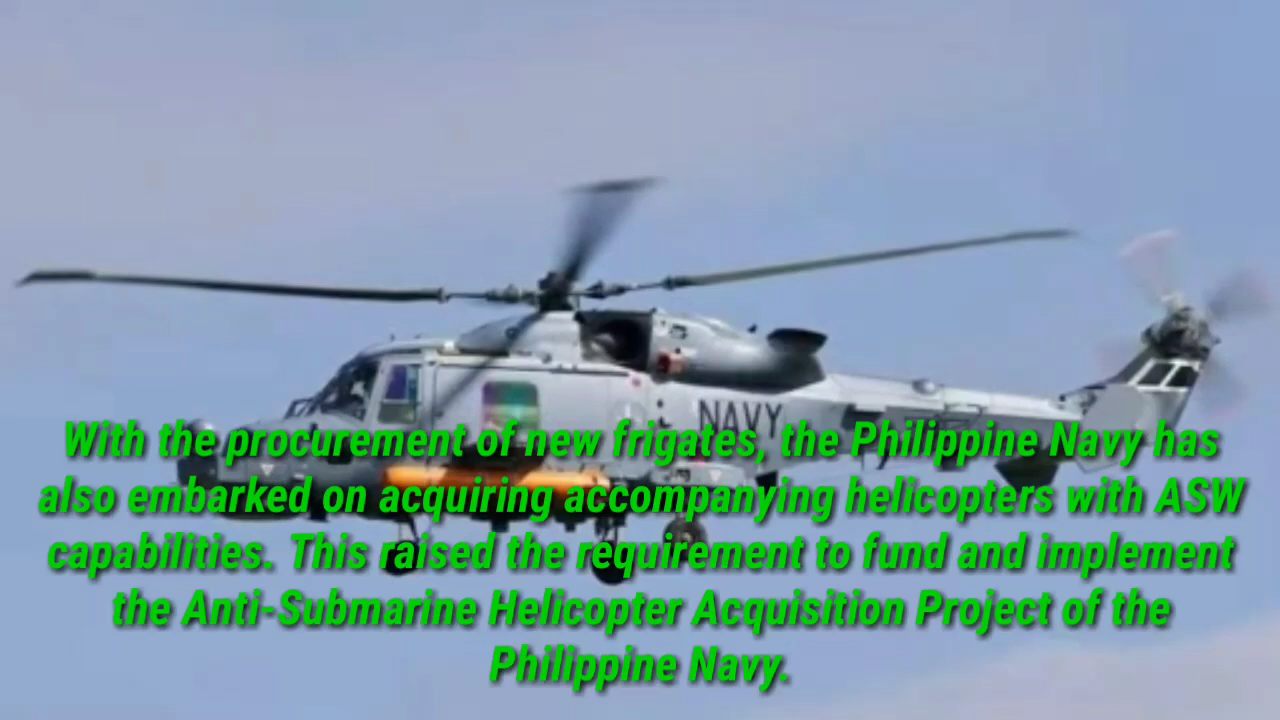 NAVY
With the procurement of new frigates, the Philippine Navy has
also embarked on acquiring accompanying helicopters with ASW
capabilities. This raised the requirement to fund and implement
the Anti-Submarine Helicopter Acquisition Project of the
Philippine Navy.